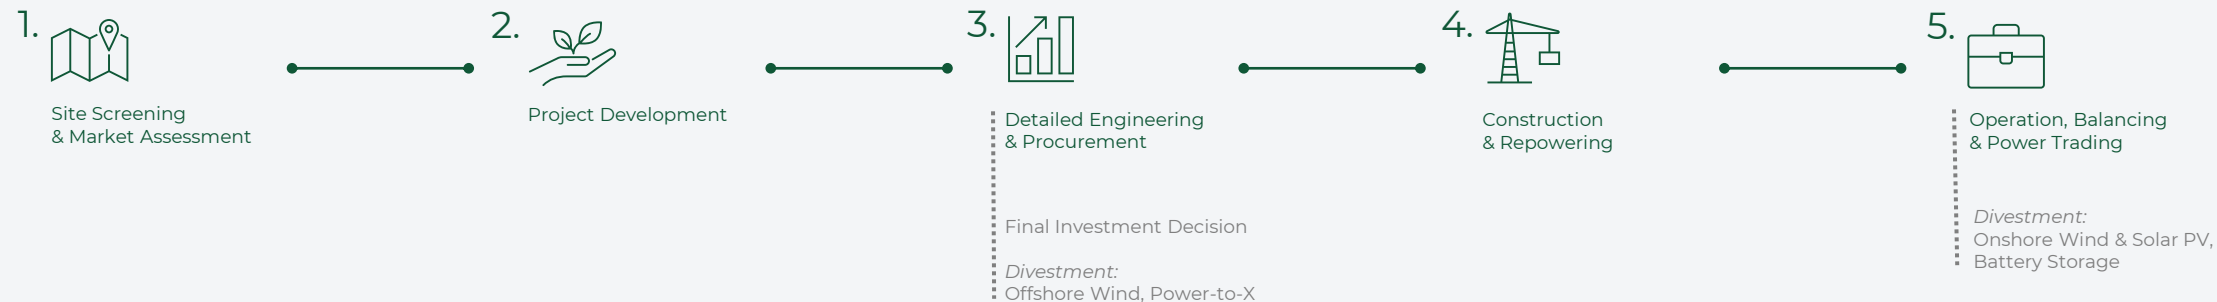 1.
Site Screening
& Market Assessment
2.
Project Development
3.
Detailed Engineering
& Procurement
Final Investment Decision
Divestment:
Offshore Wind, Power-to-X
4.
Construction
& Repowering
5.
Operation, Balancing
& Power Trading
Divestment:
Onshore Wind & Solar PV,
Battery Storage